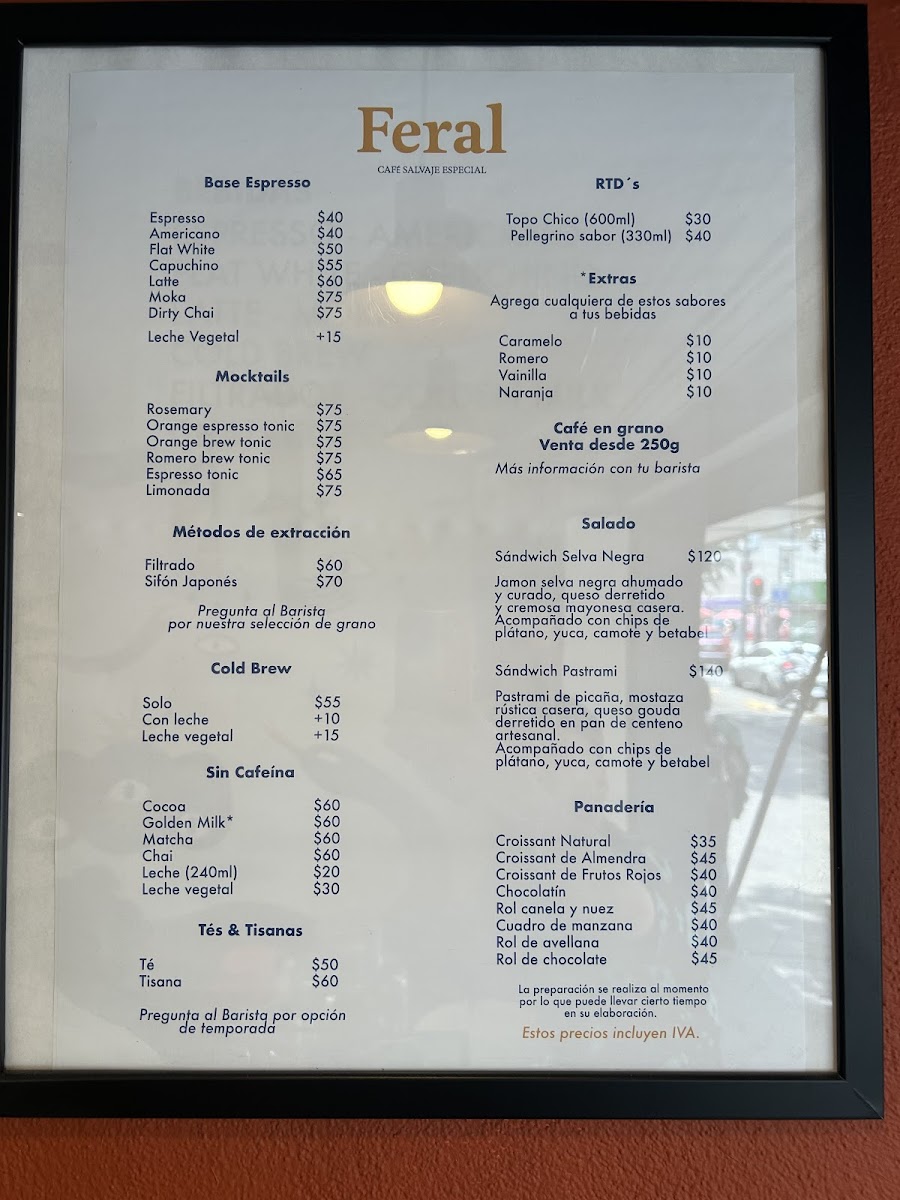 Feral
CAFÉ SALVAJE ESPECIAL
Base Espresso
Espresso $40
Americano $40
Flat White $50
Capuchino $55
Latte $60
Moka $75
Dirty Chai $75
Leche Vegetal +15
Mocktails
Rosemary $75
Orange espresso tonic $75
Orange brew tonic $75
Romero brew tonic $75
Espresso tonic $65
Limonada $75
Métodos de extracción
Filtrado $60
Sifón Japonés $70
Pregunta al Barista
por nuestra selección de grano
Cold Brew
Solo $55
Con leche +10
Leche vegetal +15
Sin Cafeína
Cocoa $60
Golden Milk* $60
Matcha $60
Chai $60
Leche (240ml) $20
Leche vegetal $30
Tés & Tisanas
Té $50
Tisana $60
Pregunta al Barista por opción
de temporada
RTD´s
Topo Chico (600ml) $30
Pellegrino sabor (330ml) $40
*Extras
Agrega cualquiera de estos sabores
a tus bebidas
Caramelo $10
Romero $10
Vainilla $10
Naranja $10
Café en grano
Venta desde 250g
Más información con tu barista
Salado
Sándwich Selva Negra $120
Jamon selva negra ahumado
y curado, queso derretido
y cremosa mayonesa casera.
Acompañado con chips de
plátano, yuca, camote y betabel
Sándwich Pastrami $140
Pastrami de picaña, mostaza
rústica casera, queso gouda
derretido en pan de centeno
artesanal.
Acompañado con chips de
plátano, yuca, camote y betabel
Panadería
Croissant Natural $35
Croissant de Almendra $45
Croissant de Frutos Rojos $40
Chocolatín $40
Rol canela y nuez $45
Cuadro de manzana $40
Rol de avellana $40
Rol de chocolate $45
La preparación se realiza al momento
por lo que puede llevar cierto tiempo
en su elaboración.
Estos precios incluyen IVA.